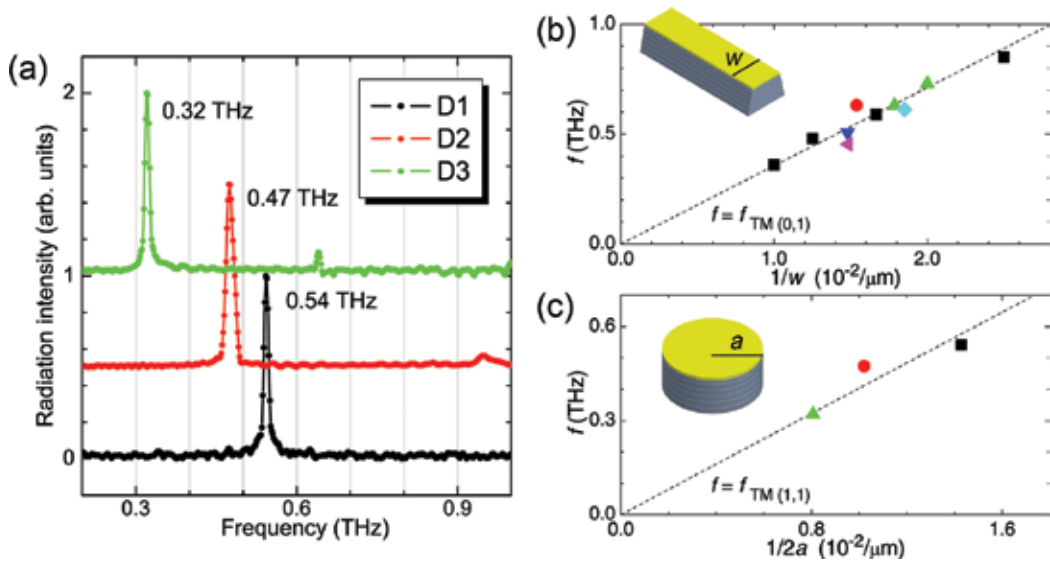 (a)
Radiation intensity (arb. units)
2
1
0
0.32 THz
0.47 THz
0.54 THz
D1
D2
D3
0.3 0.6 0.9
Frequency (THz)
(b)
f (THz)
1.0
0.5
0.0
w
f = f TM (0,1)
0.0 1.0 2.0
1/w (10⁻²/μm)
(c)
f (THz)
0.6
0.3
0.0
a
f = f TM (1,1)
0.0 0.8 1.6
1/2a (10⁻²/μm)